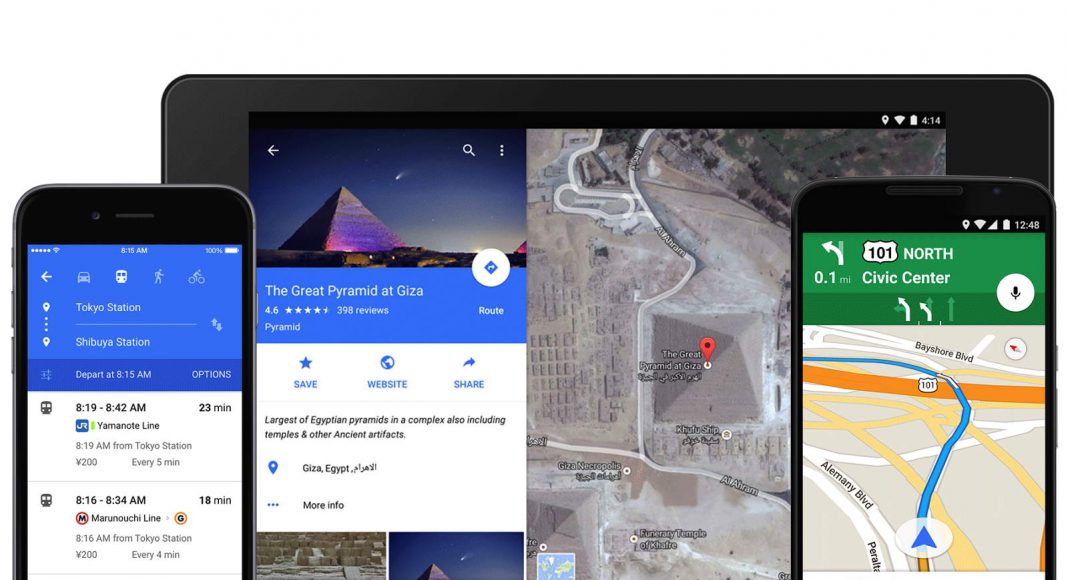 8:15 AM
100%
Tokyo Station
Shibuya Station
Depart at 8:15 AM
OPTIONS
8:19 - 8:42 AM
23 min
JR Yamanote Line
8:19 AM from Tokyo Station
¥200
Every 5 min
8:16 - 8:34 AM
18 min
M Marunouchi Line › G
8:16 AM from Tokyo Station
¥200
Every 4 min
4:14
The Great Pyramid at Giza
4.6
398 reviews
Route
Pyramid
SAVE
WEBSITE
SHARE
Largest of Egyptian pyramids in a complex also including
temples & other Ancient artifacts.
Giza, Egypt, الاهرام
More info
Al Ahram
The Great
Pyramid at Giza
الهرم الاكبر في الجيزة
Khufu Ship
سفينة خوفو
Giza Necropolis
أهرامات الجيزة
Al Ahram
Funerary Temple
of Khafre
12:48
101 NORTH
0.1 mi
Civic Center
Bayshore Blvd
101
Alemany Blvd